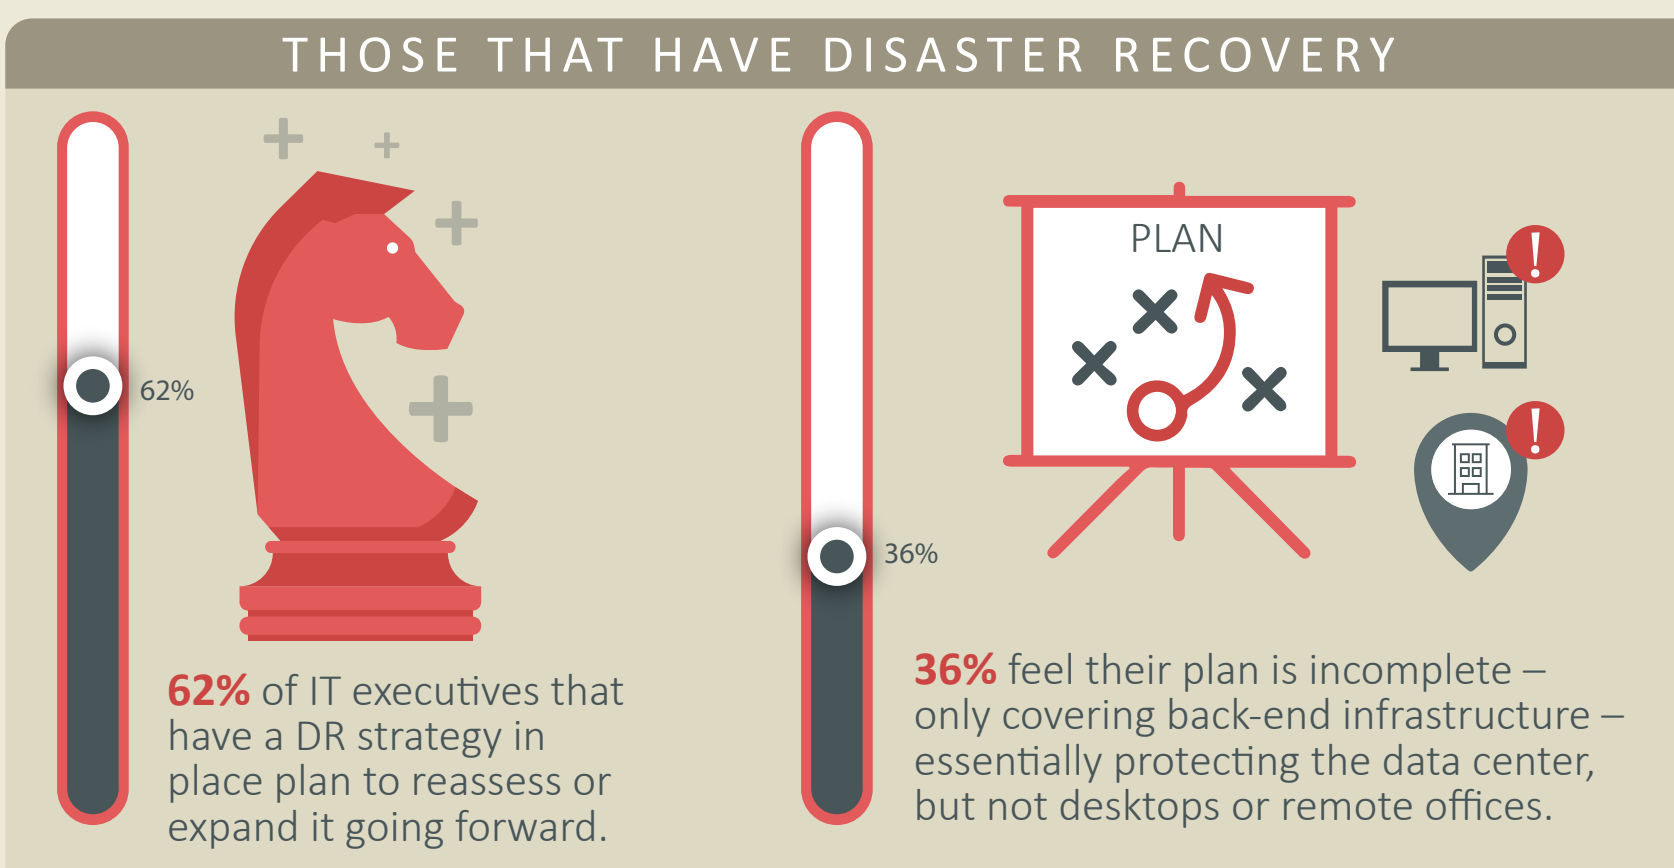 THOSE THAT HAVE DISASTER RECOVERY
62%
62% of IT executives that
have a DR strategy in
place plan to reassess or
expand it going forward.
36%
PLAN
!
!
36% feel their plan is incomplete –
only covering back-end infrastructure –
essentially protecting the data center,
but not desktops or remote offices.